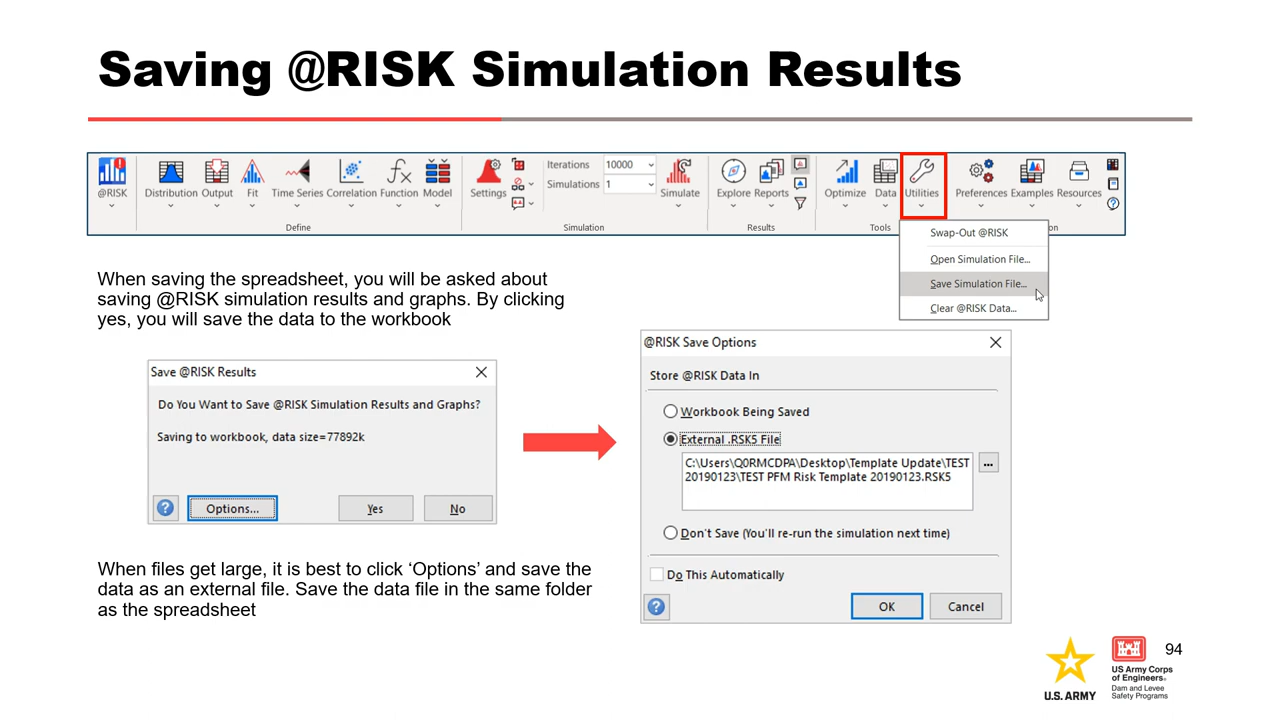 Saving @RISK Simulation Results
@RISK
Distribution Output Fit Time Series Correlation Function Model
Define
Settings
Iterations 10000
Simulations 1
Simulate
Simulation
Explore Reports
Results
Optimize Data Utilities
Tools
Preferences Examples Resources
on
Swap-Out @RISK
Open Simulation File...
Save Simulation File...
Clear @RISK Data...
When saving the spreadsheet, you will be asked about
saving @RISK simulation results and graphs. By clicking
yes, you will save the data to the workbook
Save @RISK Results
Do You Want to Save @RISK Simulation Results and Graphs?
Saving to workbook, data size=77892k
?
Options...
Yes
No
@RISK Save Options
Store @RISK Data In
Workbook Being Saved
External .RSK5 File
C:\Users\Q0RMCDPA\Desktop\Template Update\TEST
20190123\TEST PFM Risk Template 20190123.RSK5
...
Don't Save (You'll re-run the simulation next time)
Do This Automatically
?
OK
Cancel
When files get large, it is best to click ‘Options’ and save the
data as an external file. Save the data file in the same folder
as the spreadsheet
U.S. ARMY
US Army Corps
of Engineers®
Dam and Levee
Safety Programs
94